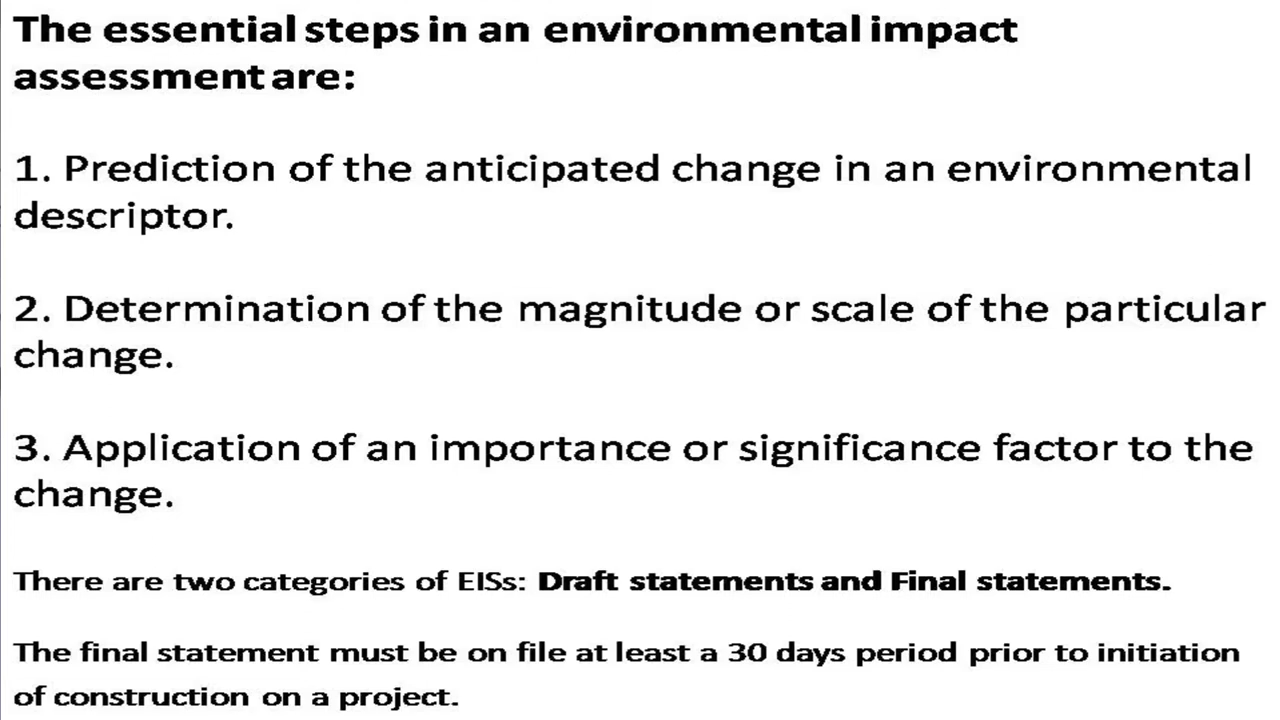 The essential steps in an environmental impact
assessment are:
1. Prediction of the anticipated change in an environmental
descriptor.
2. Determination of the magnitude or scale of the particular
change.
3. Application of an importance or significance factor to the
change.
There are two categories of EISs: Draft statements and Final statements.
The final statement must be on file at least a 30 days period prior to initiation
of construction on a project.